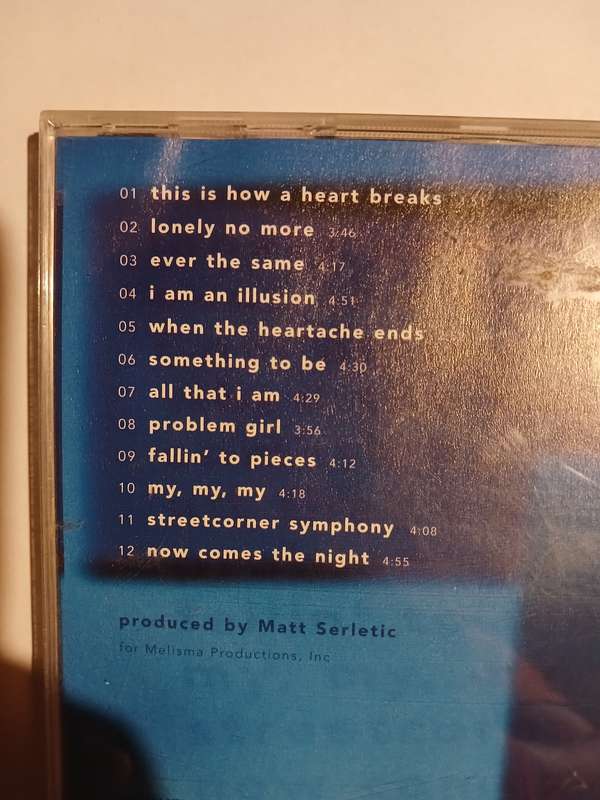 01 this is how a heart breaks
02 lonely no more 3:46
03 ever the same 4:17
04 i am an illusion 4:51
05 when the heartache ends
06 something to be 4:30
07 all that i am 4:29
08 problem girl 3:56
09 fallin' to pieces 4:12
10 my, my, my 4:18
11 streetcorner symphony 4:08
12 now comes the night 4:55
produced by Matt Serletic
for Melisma Productions, Inc